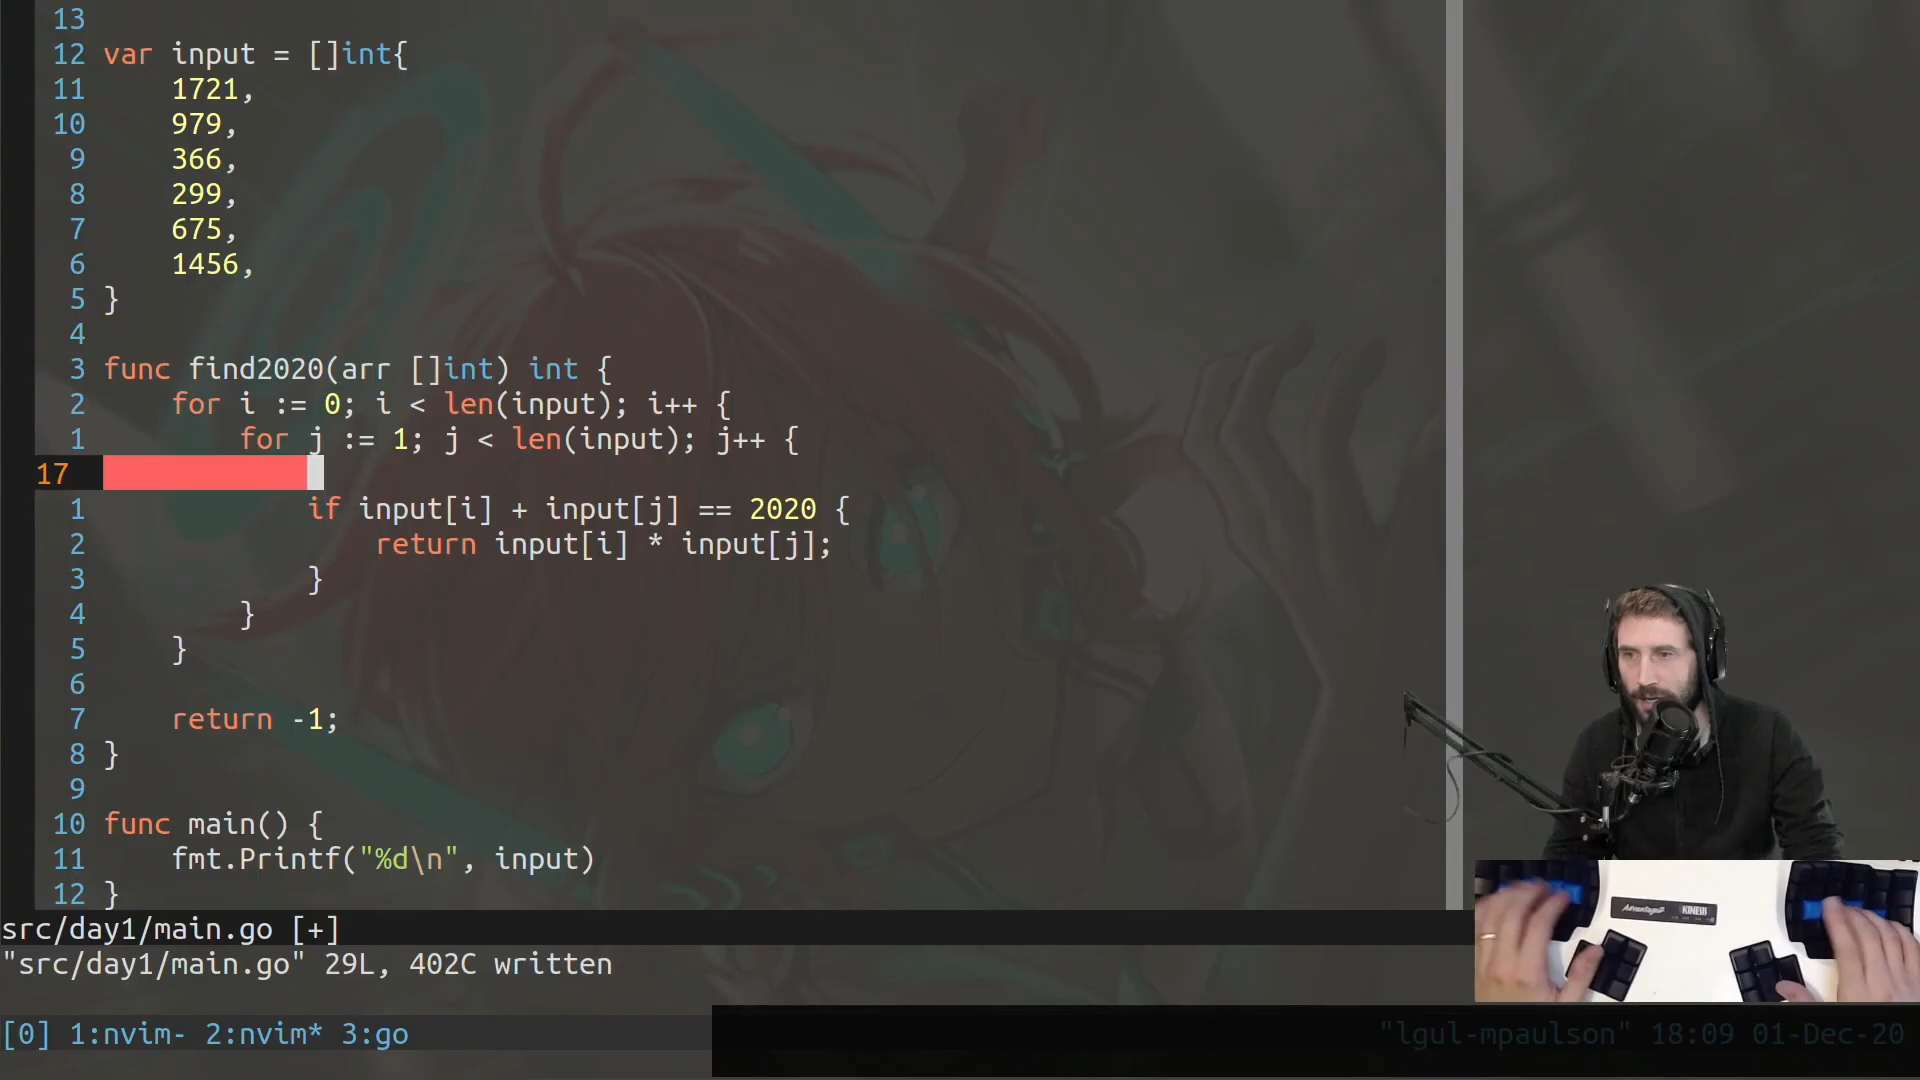 13
12 var input = []int{
11 1721,
10 979,
9 366,
8 299,
7 675,
6 1456,
5 }
4
3 func find2020(arr []int) int {
2 for i := 0; i < len(input); i++ {
1 for j := 1; j < len(input); j++ {
17
1 if input[i] + input[j] == 2020 {
2 return input[i] * input[j];
3 }
4 }
5 }
6
7 return -1;
8 }
9
10 func main() {
11 fmt.Printf("%d\n", input)
12 }
src/day1/main.go [+]
"src/day1/main.go" 29L, 402C written
[0] 1:nvim- 2:nvim* 3:go "lgul-mpaulson" 18:09 01-Dec-20